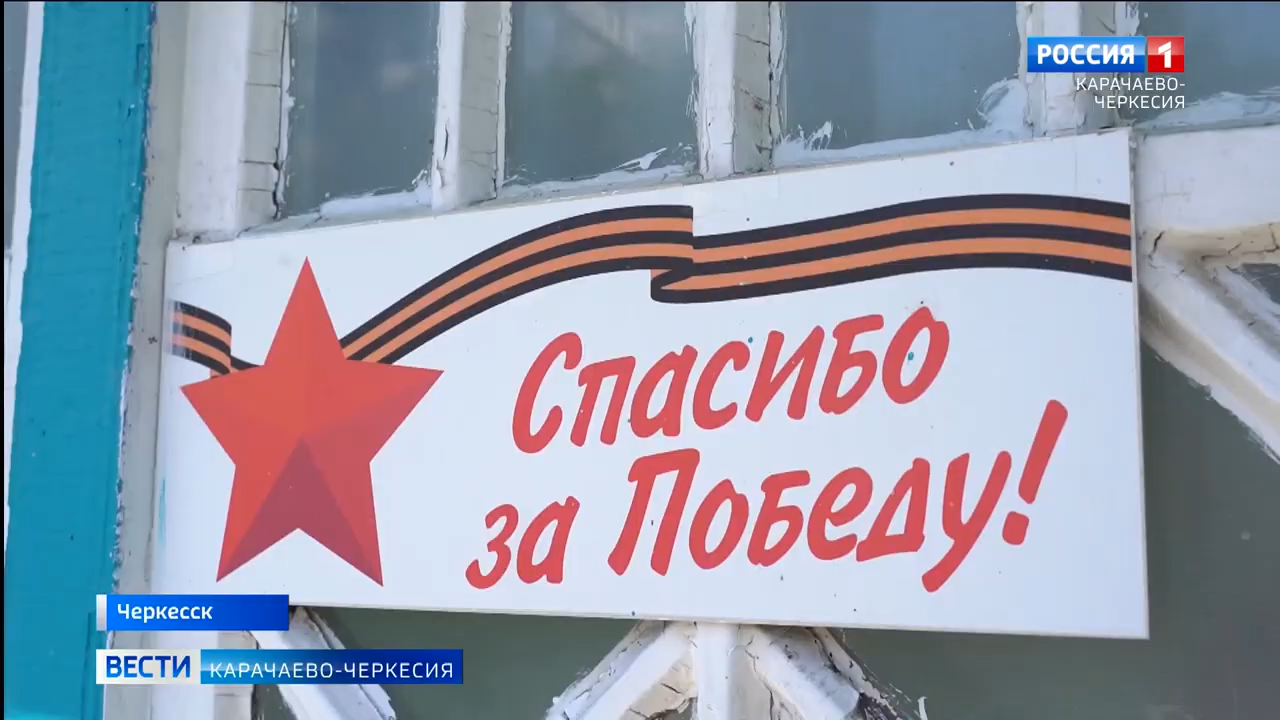 РОССИЯ 1
КАРАЧАЕВО-
ЧЕРКЕСИЯ
Спасибо
за Победу!
Черкесск
ВЕСТИ КАРАЧАЕВО-ЧЕРКЕСИЯ